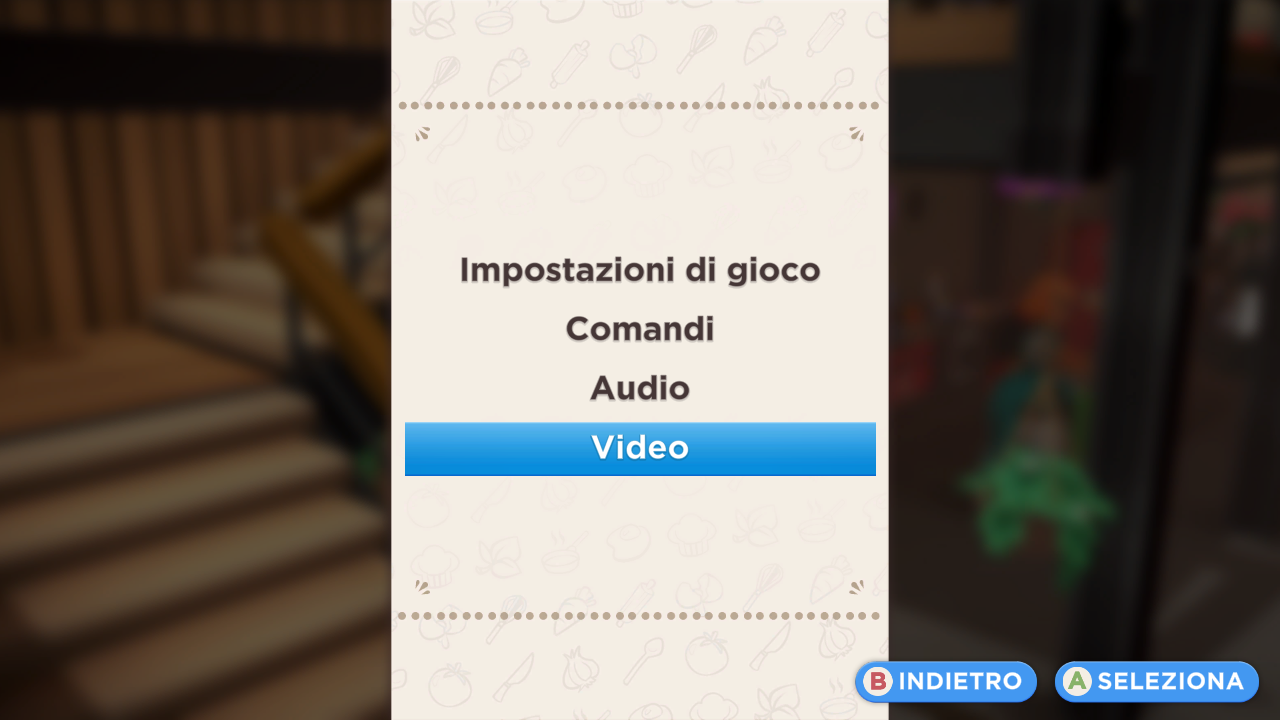 Impostazioni di gioco
Comandi
Audio
Video
B INDIETRO
A SELEZIONA